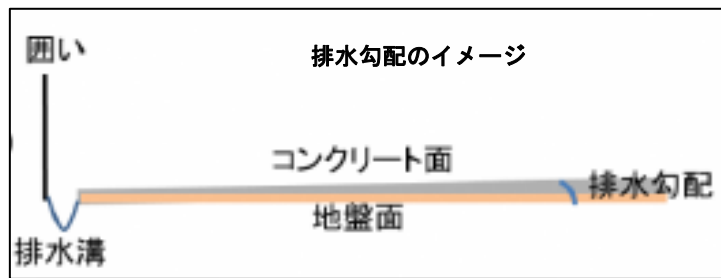 囲い
排水勾配のイメージ
コンクリート面
排水勾配
地盤面
排水溝